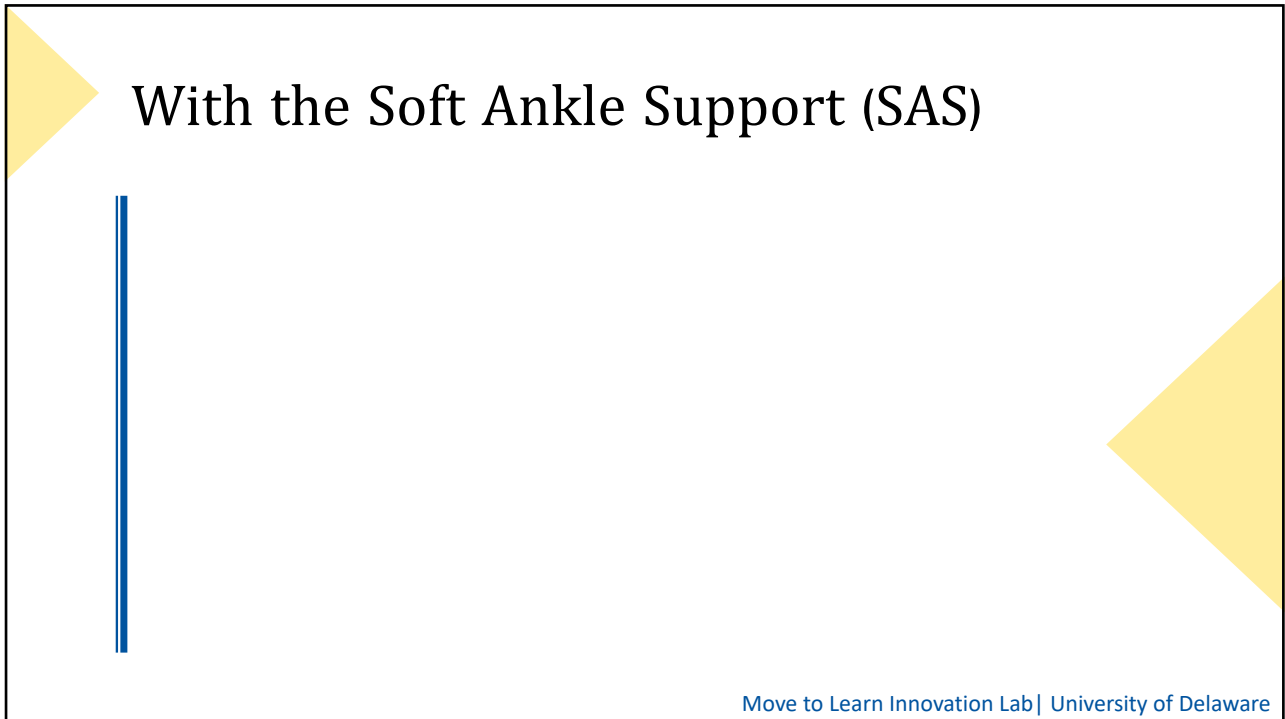 With the Soft Ankle Support (SAS)
Move to Learn Innovation Lab| University of Delaware